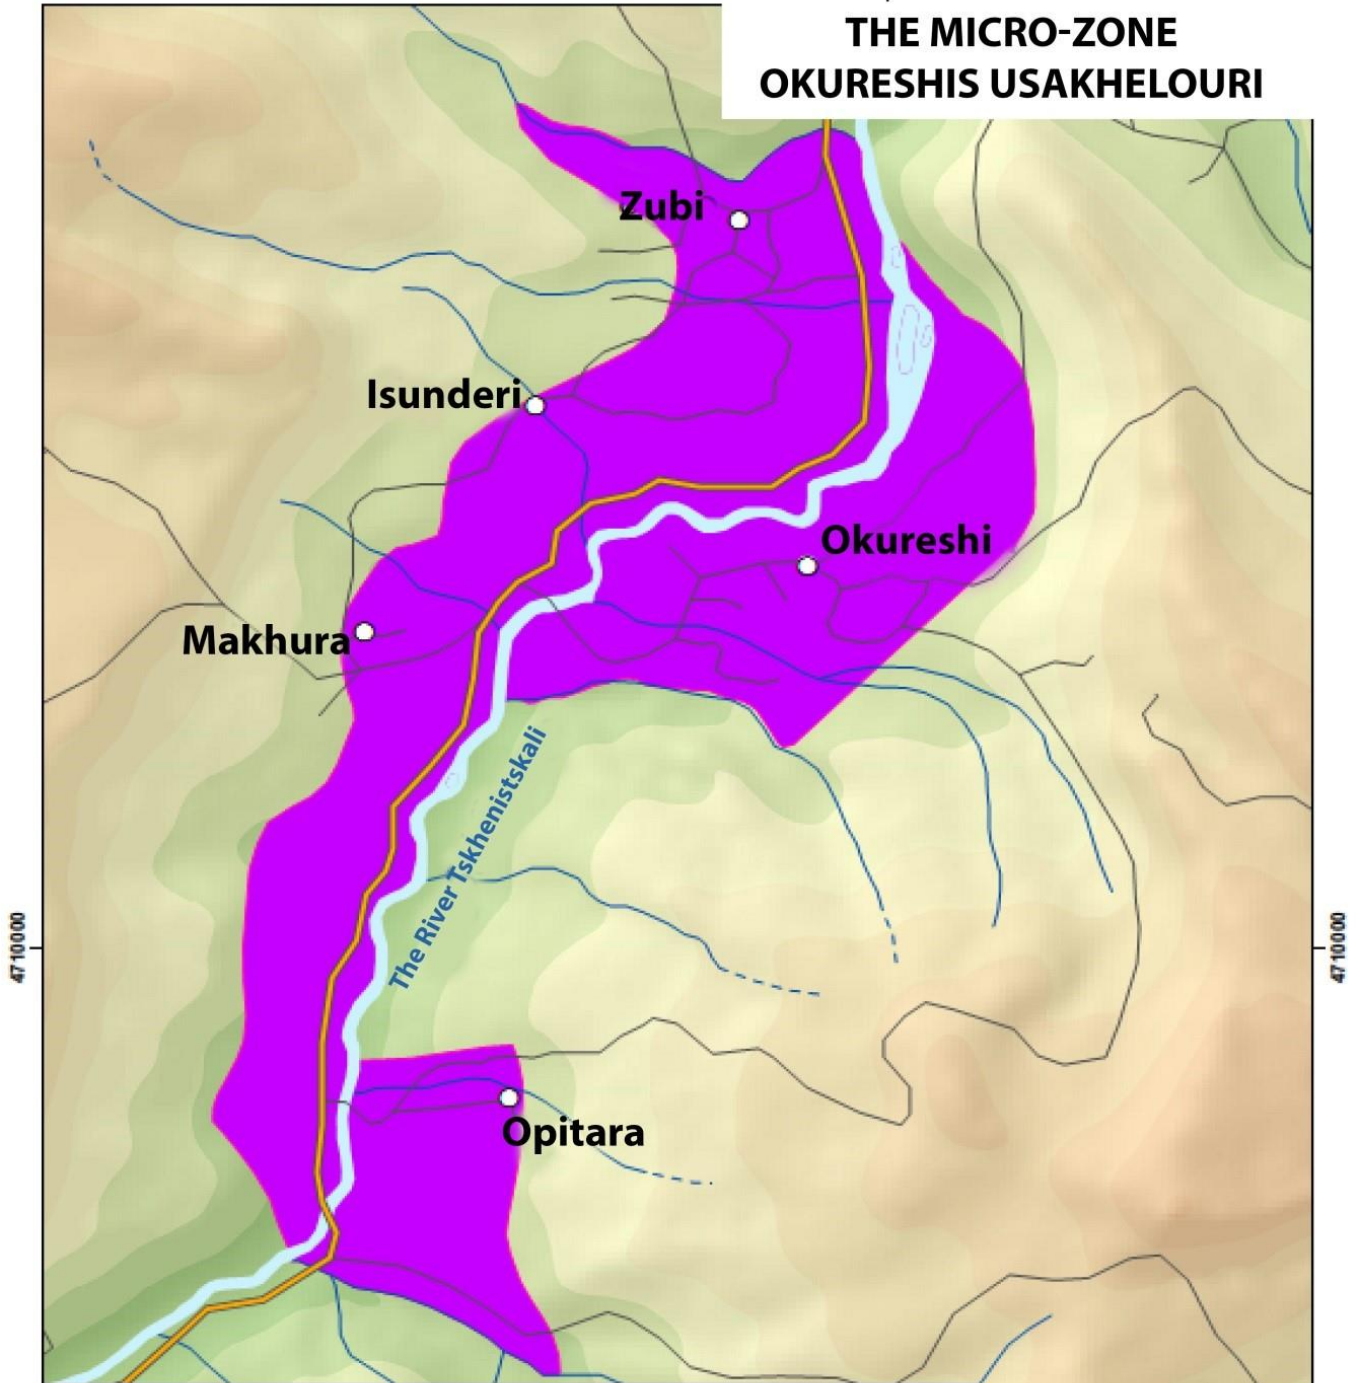 THE MICRO-ZONE
OKURESHIS USAKHELOURI
Zubi
Isunderi
Okureshi
Makhura
The River Tskhenistskali
4710000
4710000
Opitara